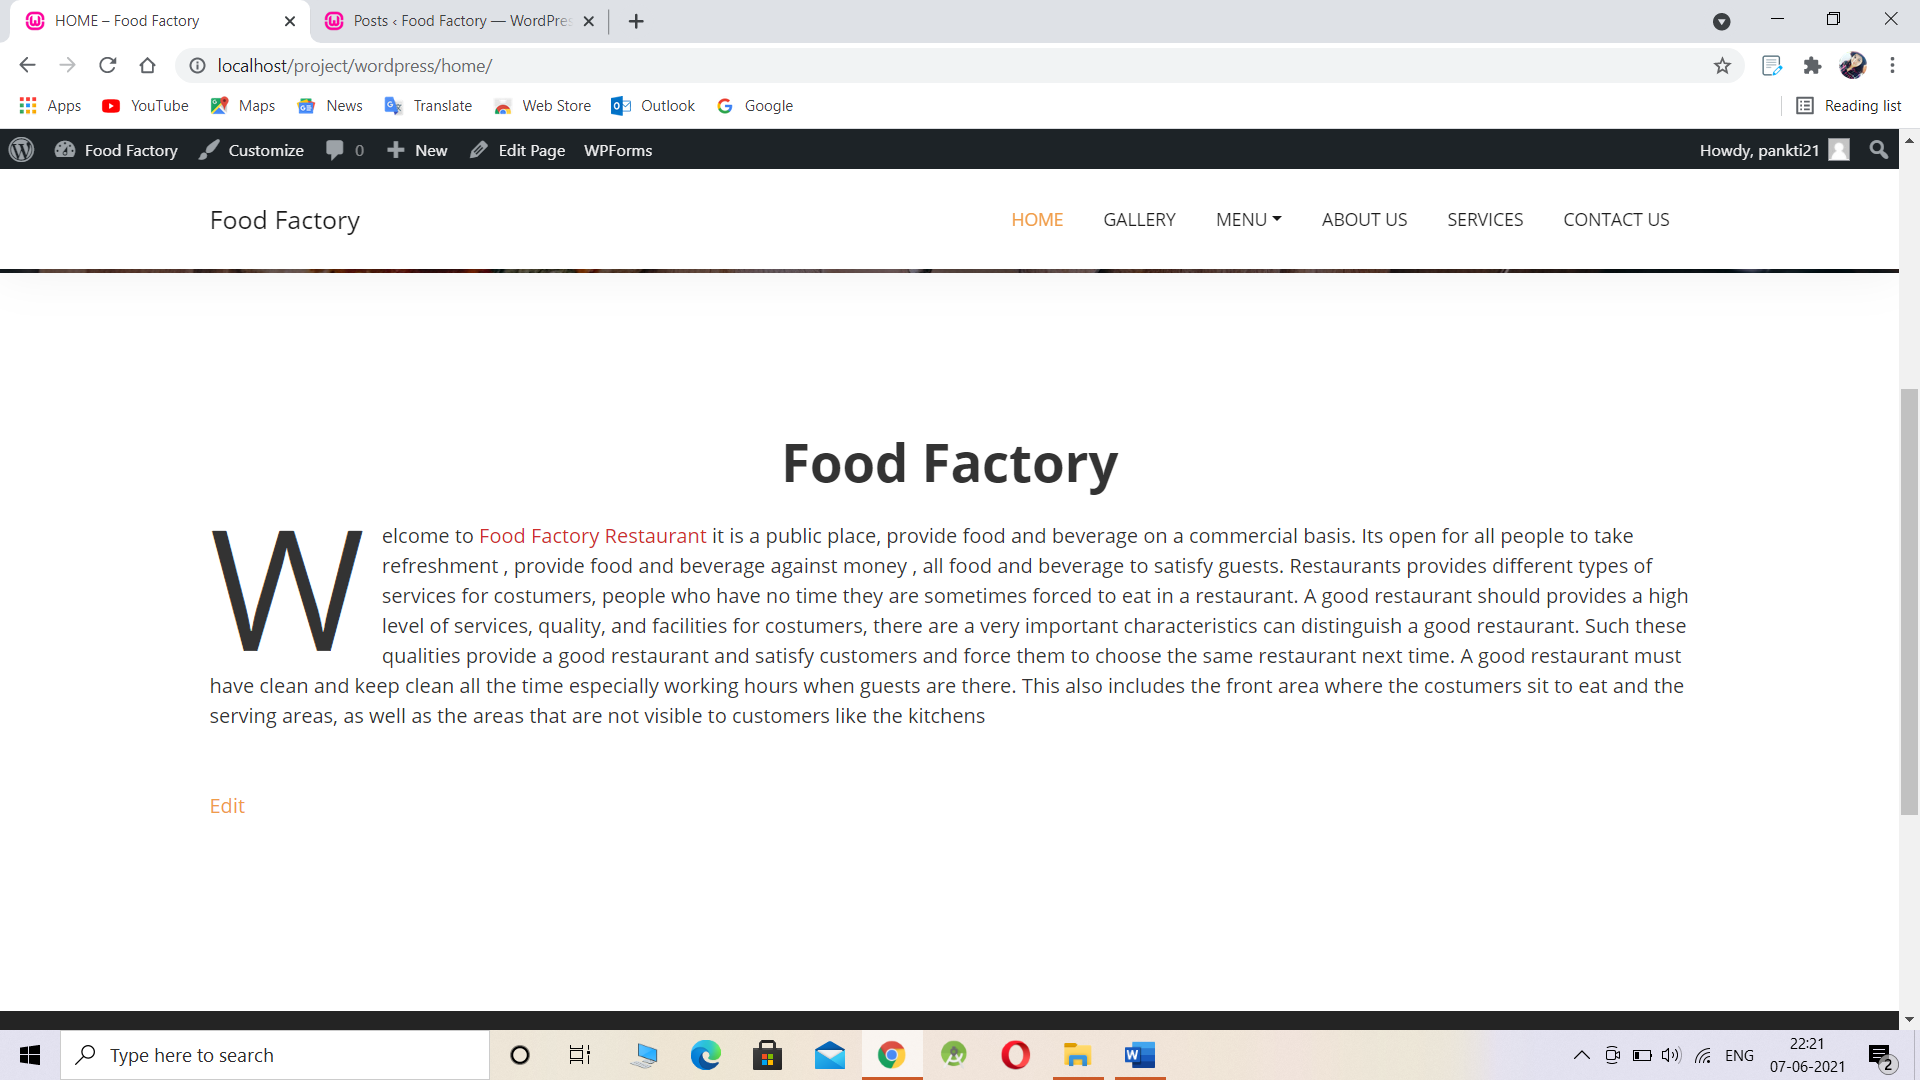 HOME – Food Factory
Posts ‹ Food Factory — WordPres
localhost/project/wordpress/home/
Apps YouTube Maps News Translate Web Store Outlook Google Reading list
Food Factory Customize 0 New Edit Page WPForms Howdy, pankti21
Food Factory HOME GALLERY MENU ABOUT US SERVICES CONTACT US
Food Factory
Welcome to Food Factory Restaurant it is a public place, provide food and beverage on a commercial basis. Its open for all people to take
refreshment , provide food and beverage against money , all food and beverage to satisfy guests. Restaurants provides different types of
services for costumers, people who have no time they are sometimes forced to eat in a restaurant. A good restaurant should provides a high
level of services, quality, and facilities for costumers, there are a very important characteristics can distinguish a good restaurant. Such these
qualities provide a good restaurant and satisfy customers and force them to choose the same restaurant next time. A good restaurant must
have clean and keep clean all the time especially working hours when guests are there. This also includes the front area where the costumers sit to eat and the
serving areas, as well as the areas that are not visible to customers like the kitchens
Edit
Type here to search
ENG
22:21
07-06-2021
2